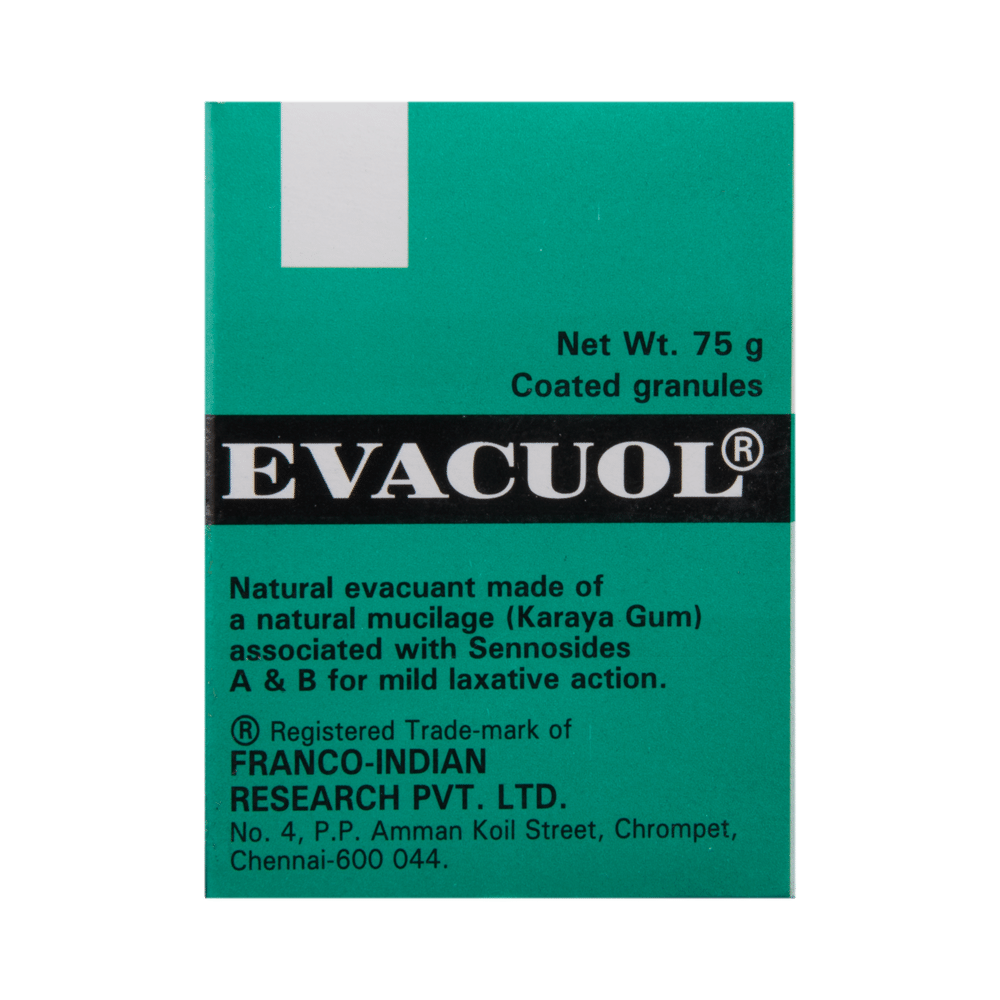 Net Wt. 75 g
Coated granules
EVACUOL®
Natural evacuant made of
a natural mucilage (Karaya Gum)
associated with Sennosides
A & B for mild laxative action.
® Registered Trade-mark of
FRANCO-INDIAN
RESEARCH PVT. LTD.
No. 4, P.P. Amman Koil Street, Chrompet,
Chennai-600 044.